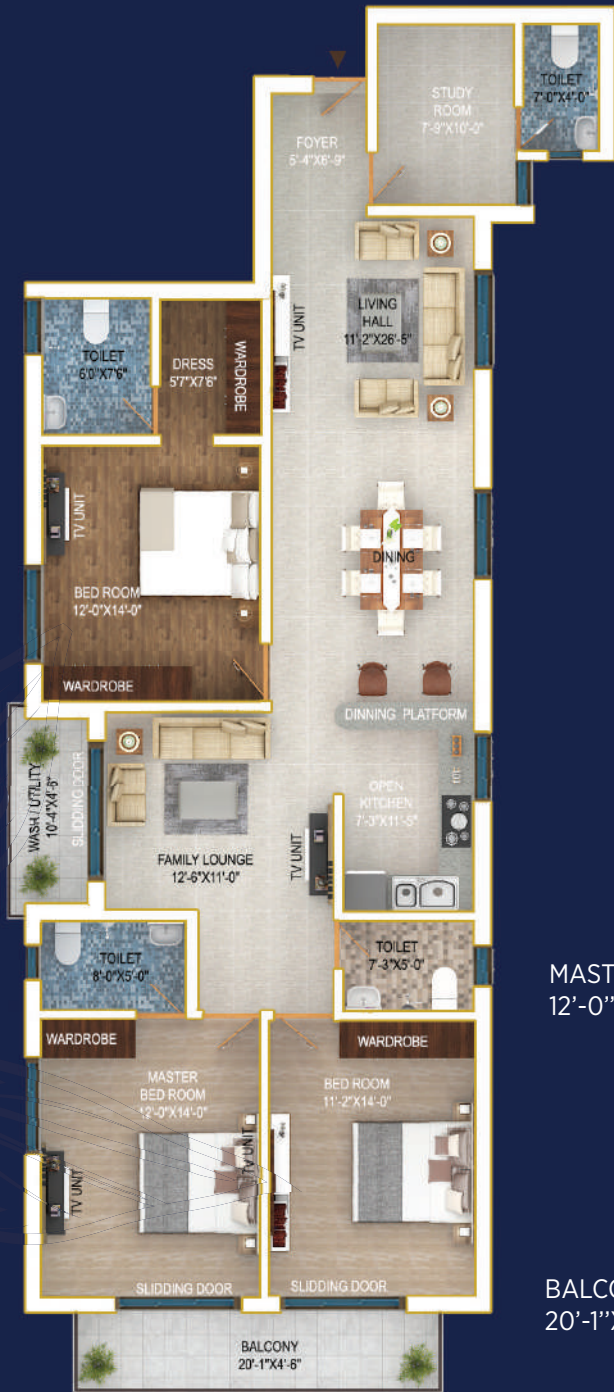 TOILET
7'-0"X4'-0"
STUDY
ROOM
7'-9"X10'-0"
FOYER
5'-4"X6'-9"
TV UNIT
LIVING
HALL
11'-2"X26'-5"
TOILET
6'0"X7'6"
DRESS
5'7"X7'6"
WARDROBE
TV UNIT
DINING
BED ROOM
12'-0"X14'-0"
WARDROBE
DINNING PLATFORM
WASH / UTILITY
10'-4"X4'-6"
SLIDDING DOOR
OPEN
KITCHEN
7'-3"X11'-5"
TV UNIT
FAMILY LOUNGE
12'-6"X11'-0"
TOILET
8'-0"X5'-0"
TOILET
7'-3"X5'-0"
MAST
12'-0"
WARDROBE
WARDROBE
MASTER
BED ROOM
12'-0"X14'-0"
BED ROOM
11'-2"X14'-0"
TV UNIT
TV UNIT
SLIDDING DOOR
SLIDDING DOOR
BALCO
20'-1"X
BALCONY
20'-1"X4'-6"